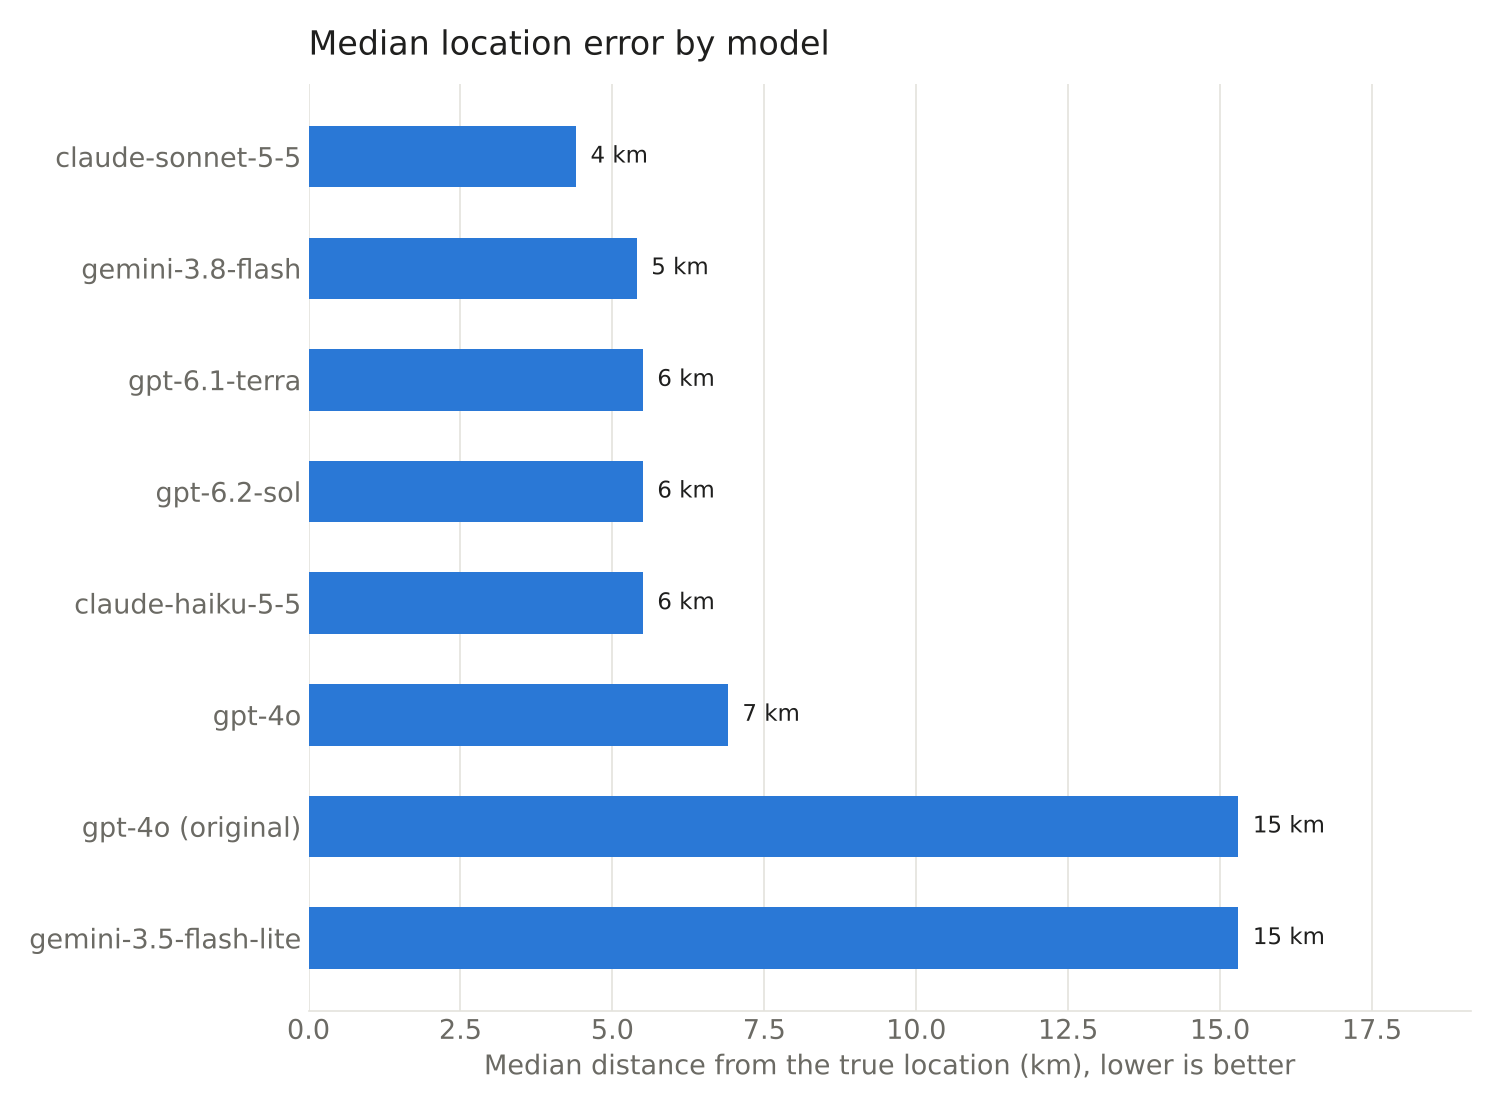 Median location error by model
claude-sonnet-5-5
4 km
gemini-3.8-flash
5 km
gpt-6.1-terra
6 km
gpt-6.2-sol
6 km
claude-haiku-5-5
6 km
gpt-4o
7 km
gpt-4o (original)
15 km
gemini-3.5-flash-lite
15 km
0.0 2.5 5.0 7.5 10.0 12.5 15.0 17.5
Median distance from the true location (km), lower is better